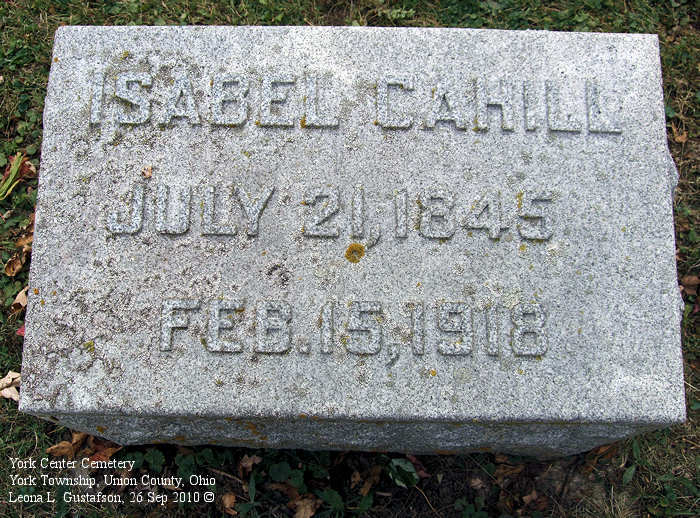 ISABEL CAHILL
JULY 21, 1845
FEB. 15, 1918
York Center Cemetery
York Township, Union County, Ohio
Leona L. Gustafson, 26 Sep 2010 ©